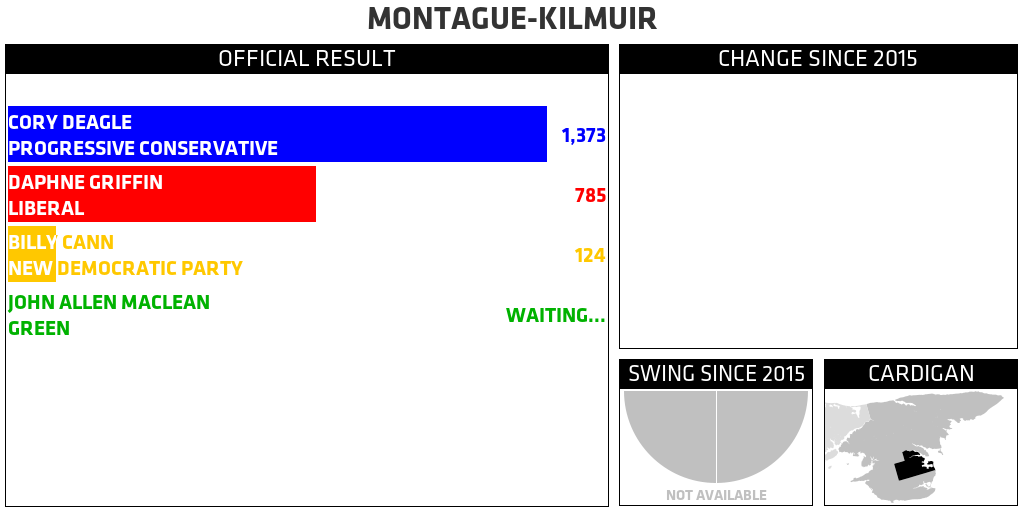 MONTAGUE-KILMUIR
OFFICIAL RESULT
CORY DEAGLE
PROGRESSIVE CONSERVATIVE
1,373
DAPHNE GRIFFIN
LIBERAL
785
BILLY CANN
NEW DEMOCRATIC PARTY
124
JOHN ALLEN MACLEAN
GREEN
WAITING...
CHANGE SINCE 2015
SWING SINCE 2015
NOT AVAILABLE
CARDIGAN